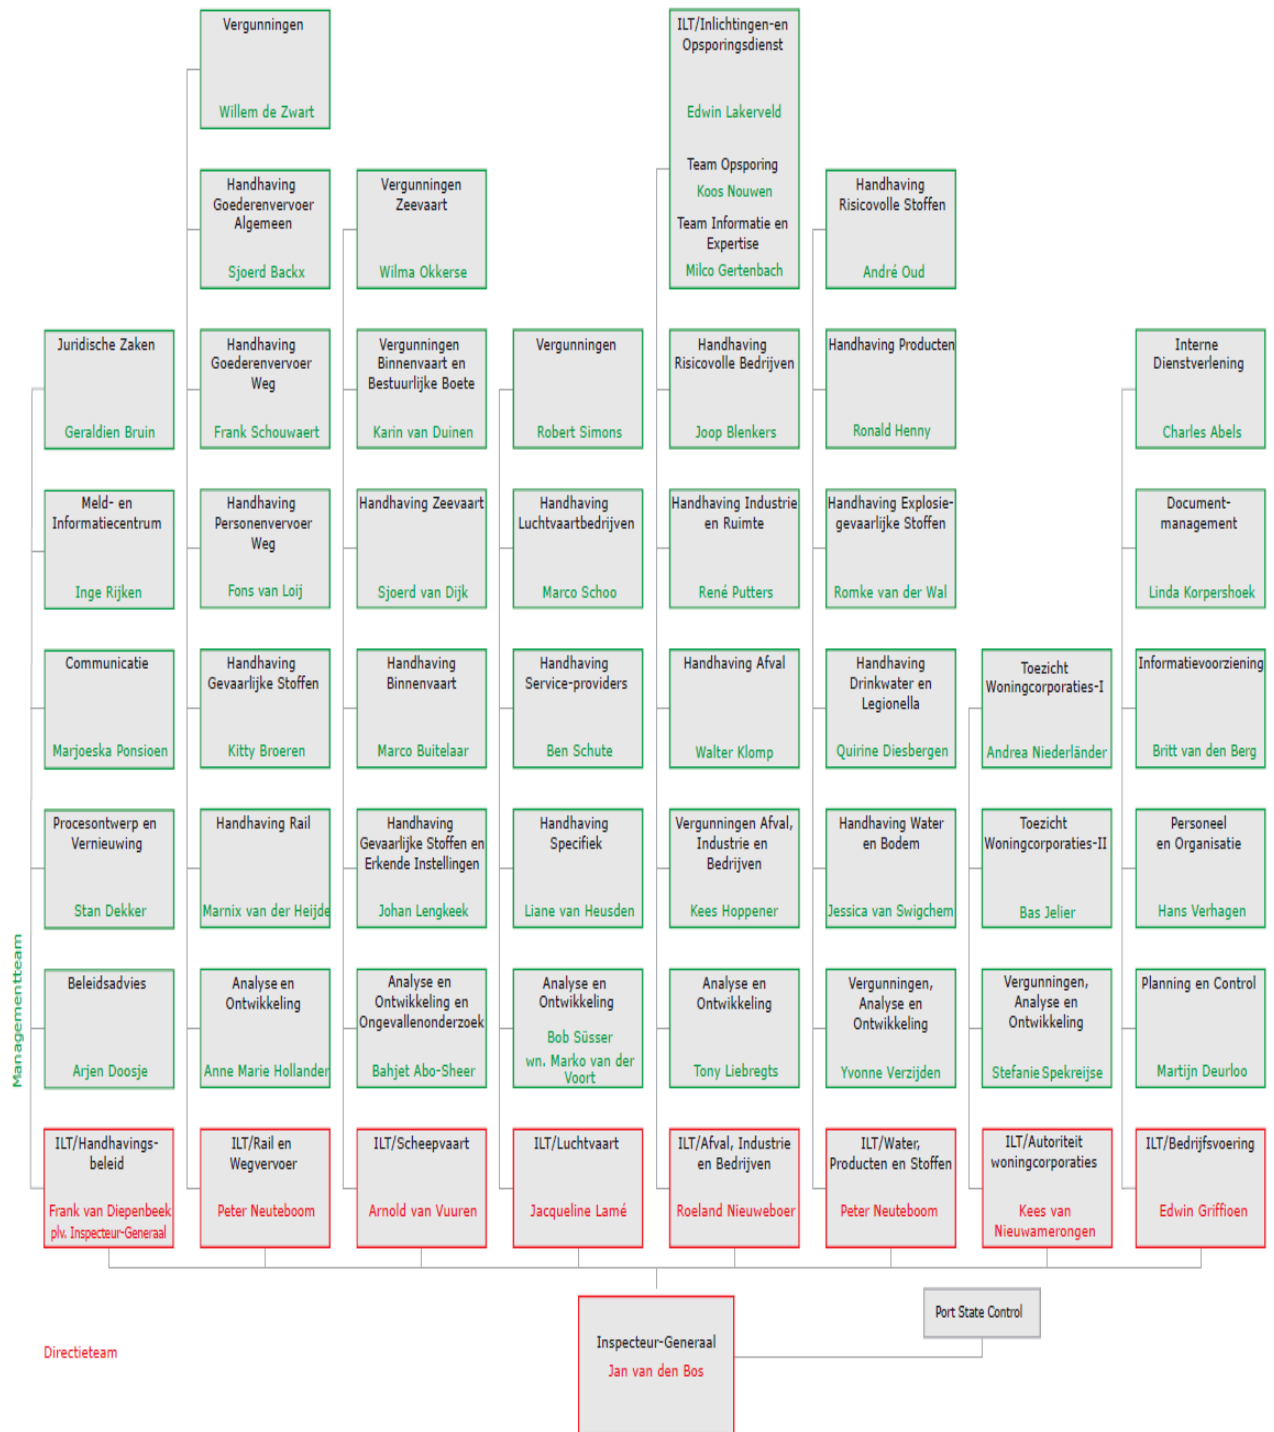 Vergunningen
Willem de Zwart
ILT/Inlichtingen-en
Opsporingsdienst
Edwin Lakerveld
Team Opsporing
Koos Nouwen
Team Informatie en
Expertise
Milco Gertenbach
Handhaving
Goederenvervoer
Algemeen
Sjoerd Backx
Vergunningen
Zeevaart
Wilma Okkerse
Handhaving
Risicovolle Stoffen
André Oud
Juridische Zaken
Geraldien Bruin
Handhaving
Goederenvervoer
Weg
Frank Schouwaert
Vergunningen
Binnenvaart en
Bestuurlijke Boete
Karin van Duinen
Vergunningen
Robert Simons
Handhaving
Risicovolle Bedrijven
Joop Blenkers
Handhaving Producten
Ronald Henny
Interne
Dienstverlening
Charles Abels
Meld- en
Informatiecentrum
Inge Rijken
Handhaving
Personenvervoer
Weg
Fons van Loij
Handhaving Zeevaart
Sjoerd van Dijk
Handhaving
Luchtvaartbedrijven
Marco Schoo
Handhaving Industrie
en Ruimte
René Putters
Handhaving Explosie-
gevaarlijke Stoffen
Romke van der Wal
Document-
management
Linda Korpershoek
Communicatie
Marjoeska Ponsioen
Handhaving
Gevaarlijke Stoffen
Kitty Broeren
Handhaving
Binnenvaart
Marco Buitelaar
Handhaving
Service-providers
Ben Schute
Handhaving Afval
Walter Klomp
Handhaving
Drinkwater en
Legionella
Quirine Diesbergen
Toezicht
Woningcorporaties-I
Andrea Niederländer
Informatievoorziening
Britt van den Berg
Procesontwerp en
Vernieuwing
Stan Dekker
Handhaving Rail
Marnix van der Heijde
Handhaving
Gevaarlijke Stoffen en
Erkende Instellingen
Johan Lengkeek
Handhaving
Specifiek
Liane van Heusden
Vergunningen Afval,
Industrie en
Bedrijven
Kees Hoppener
Handhaving Water
en Bodem
Jessica van Swigchem
Toezicht
Woningcorporaties-II
Bas Jelier
Personeel
en Organisatie
Hans Verhagen
Managementteam
Beleidsadvies
Arjen Doosje
Analyse en
Ontwikkeling
Anne Marie Hollander
Analyse en
Ontwikkeling en
Ongevallenonderzoek
Bahjet Abo-Sheer
Analyse en
Ontwikkeling
Bob Süsser
wn. Marko van der
Voort
Analyse en
Ontwikkeling
Tony Liebregts
Vergunningen,
Analyse en
Ontwikkeling
Yvonne Verzijden
Vergunningen,
Analyse en
Ontwikkeling
Stefanie Spekreijse
Planning en Control
Martijn Deurloo
ILT/Handhavings-
beleid
Frank van Diepenbeek
plv. Inspecteur-Generaal
ILT/Rail en
Wegvervoer
Peter Neuteboom
ILT/Scheepvaart
Arnold van Vuuren
ILT/Luchtvaart
Jacqueline Lamé
ILT/Afval, Industrie
en Bedrijven
Roeland Nieuweboer
ILT/Water,
Producten en Stoffen
Peter Neuteboom
ILT/Autoriteit
woningcorporaties
Kees van
Nieuwamerongen
ILT/Bedrijfsvoering
Edwin Griffioen
Port State Control
Inspecteur-Generaal
Jan van den Bos
Directieteam